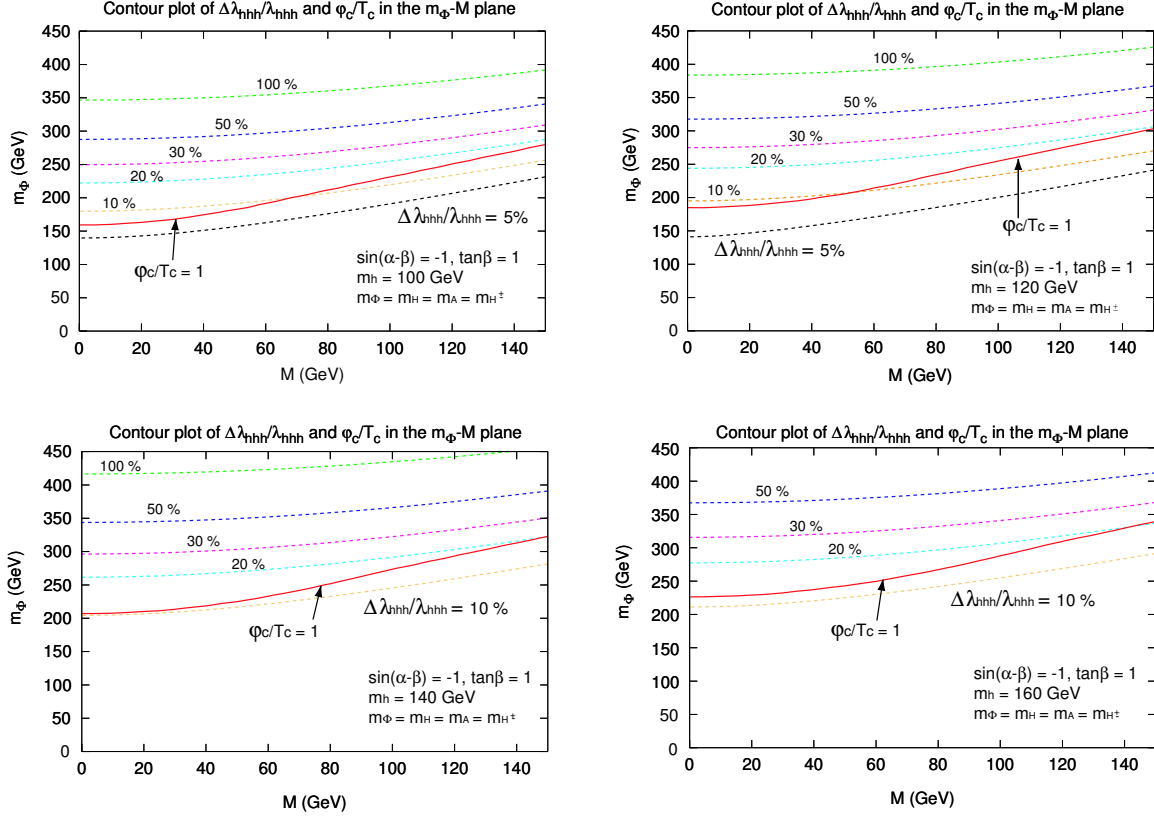 Contour plot of Δλhhh/λhhh and φc/Tc in the mΦ-M plane
450
400
350
300
250
200
150
100
50
0
mΦ (GeV)
100 %
50 %
30 %
20 %
10 %
Δλhhh/λhhh = 5%
φc/Tc = 1
sin(α-β) = -1, tanβ = 1
mh = 100 GeV
mΦ = mH = mA = mH±
0 20 40 60 80 100 120 140
M (GeV)
Contour plot of Δλhhh/λhhh and φc/Tc in the mΦ-M plane
450
400
350
300
250
200
150
100
50
0
mΦ (GeV)
100 %
50 %
30 %
20 %
10 %
φc/Tc = 1
Δλhhh/λhhh = 5%
sin(α-β) = -1, tanβ = 1
mh = 120 GeV
mΦ = mH = mA = mH±
0 20 40 60 80 100 120 140
M (GeV)
Contour plot of Δλhhh/λhhh and φc/Tc in the mΦ-M plane
450
400
350
300
250
200
150
100
50
0
mΦ (GeV)
100 %
50 %
30 %
20 %
Δλhhh/λhhh = 10 %
φc/Tc = 1
sin(α-β) = -1, tanβ = 1
mh = 140 GeV
mΦ = mH = mA = mH±
0 20 40 60 80 100 120 140
M (GeV)
Contour plot of Δλhhh/λhhh and φc/Tc in the mΦ-M plane
450
400
350
300
250
200
150
100
50
0
mΦ (GeV)
50 %
30 %
20 %
Δλhhh/λhhh = 10 %
φc/Tc = 1
sin(α-β) = -1, tanβ = 1
mh = 160 GeV
mΦ = mH = mA = mH±
0 20 40 60 80 100 120 140
M (GeV)